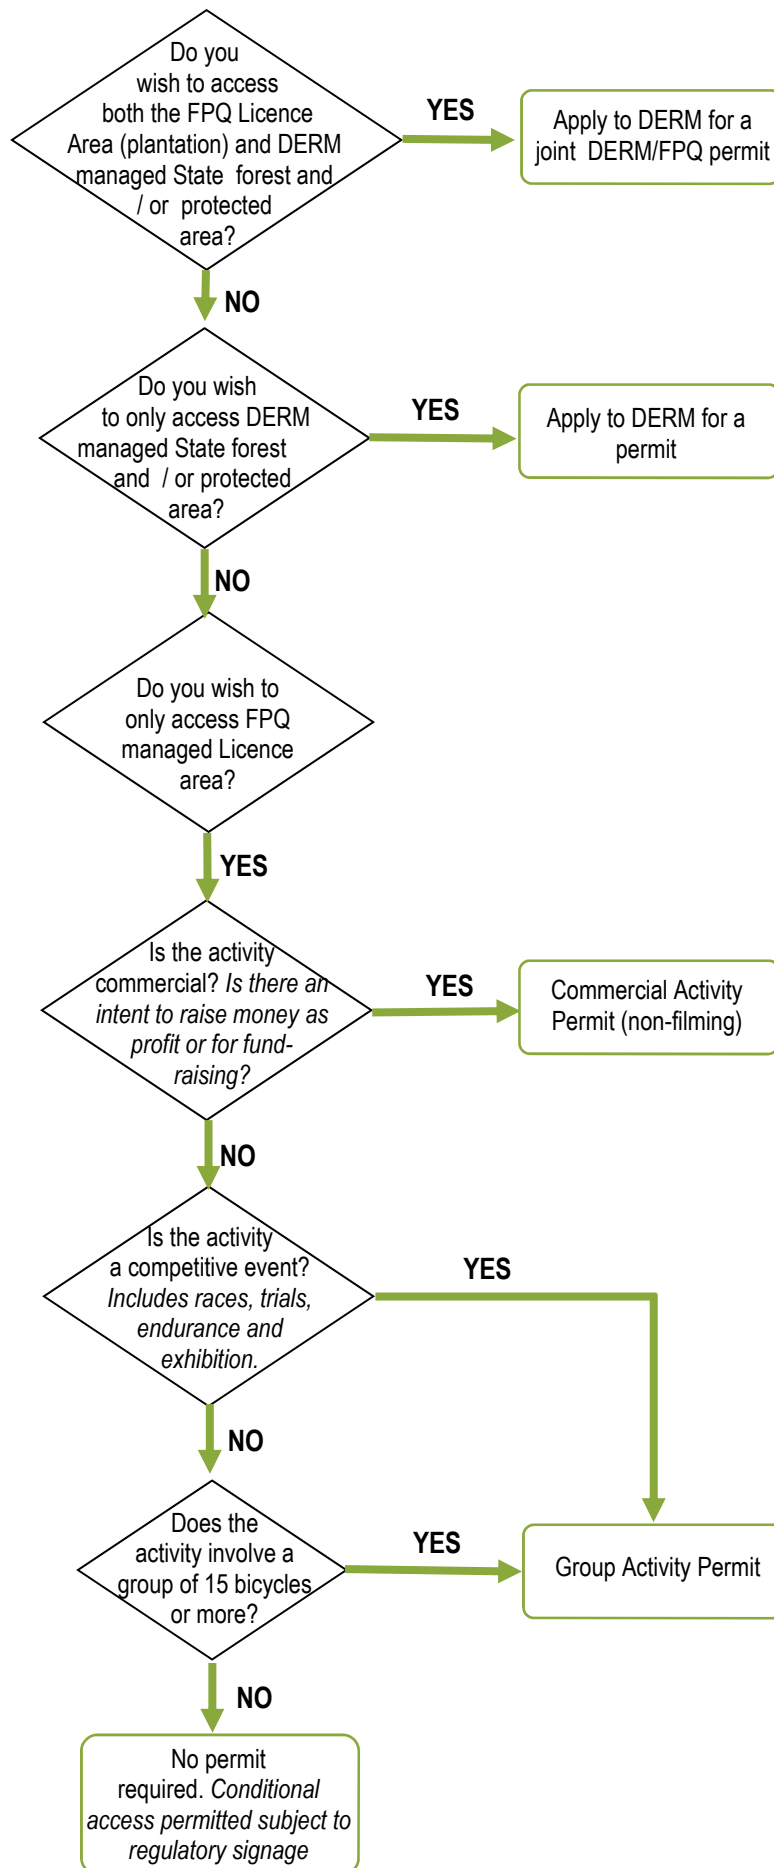 Do you
wish to access
both the FPQ Licence
Area (plantation) and DERM
managed State forest and
/ or protected
area?
YES
Apply to DERM for a
joint DERM/FPQ permit
NO
Do you wish
to only access DERM
managed State forest
and / or protected
area?
YES
Apply to DERM for a
permit
NO
Do you wish to
only access FPQ
managed Licence
area?
YES
Is the activity
commercial? Is there an
intent to raise money as
profit or for fund-
raising?
YES
Commercial Activity
Permit (non-filming)
NO
Is the activity
a competitive event?
Includes races, trials,
endurance and
exhibition.
YES
NO
Does the
activity involve a
group of 15 bicycles
or more?
YES
Group Activity Permit
NO
No permit
required. Conditional
access permitted subject to
regulatory signage